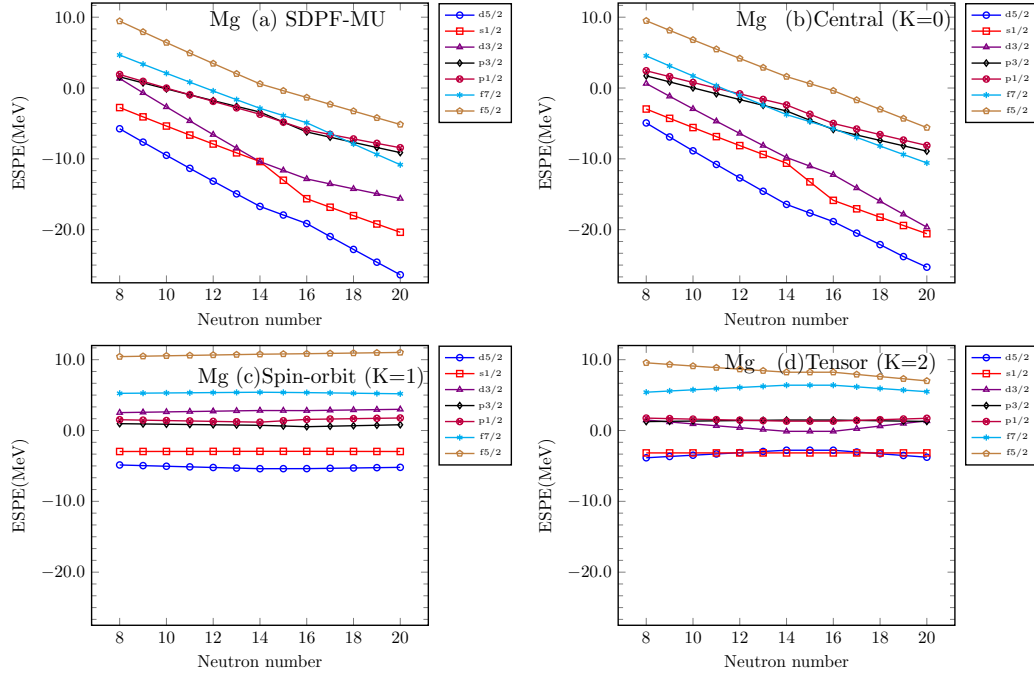 Mg (a) SDPF-MU
ESPE(MeV)
10.0
0.0
−10.0
−20.0
8 10 12 14 16 18 20
Neutron number
d5/2
s1/2
d3/2
p3/2
p1/2
f7/2
f5/2
Mg (b)Central (K=0)
ESPE(MeV)
10.0
0.0
−10.0
−20.0
8 10 12 14 16 18 20
Neutron number
d5/2
s1/2
d3/2
p3/2
p1/2
f7/2
f5/2
Mg (c)Spin-orbit (K=1)
ESPE(MeV)
10.0
0.0
−10.0
−20.0
8 10 12 14 16 18 20
Neutron number
d5/2
s1/2
d3/2
p3/2
p1/2
f7/2
f5/2
Mg (d)Tensor (K=2)
ESPE(MeV)
10.0
0.0
−10.0
−20.0
8 10 12 14 16 18 20
Neutron number
d5/2
s1/2
d3/2
p3/2
p1/2
f7/2
f5/2